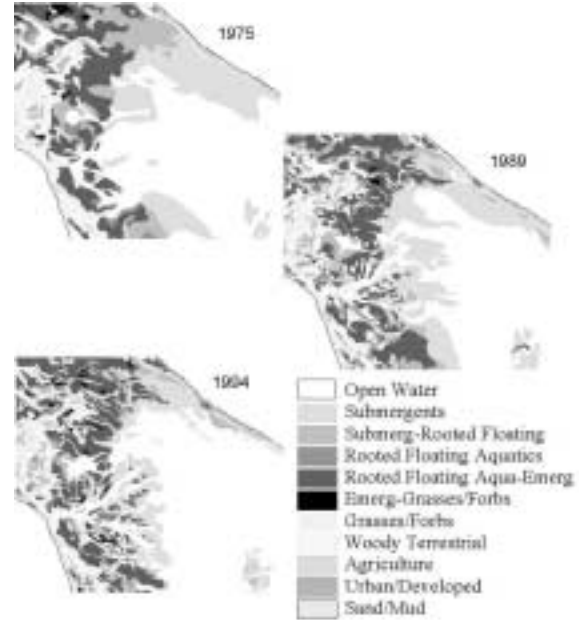 1975
1989
1994
Open Water
Submergents
Submerg-Rooted Floating
Rooted Floating Aquatics
Rooted Floating Aqua-Emerg
Emerg-Grasses/Forbs
Grasses/Forbs
Woody Terrestrial
Agriculture
Urban/Developed
Sand/Mud